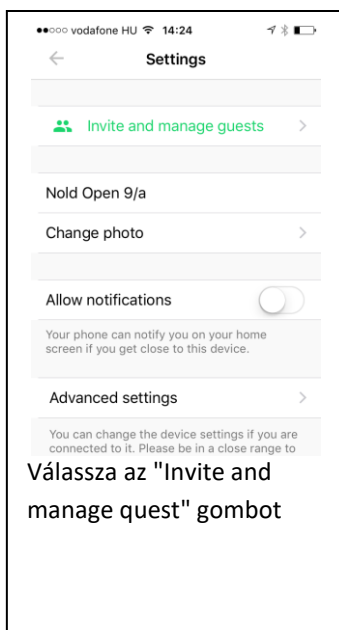 vodafone HU 14:24
Settings
Invite and manage guests
Nold Open 9/a
Change photo
Allow notifications
Your phone can notify you on your home
screen if you get close to this device.
Advanced settings
You can change the device settings if you are
connected to it. Please be in a close range to
Válassza az "Invite and
manage quest" gombot